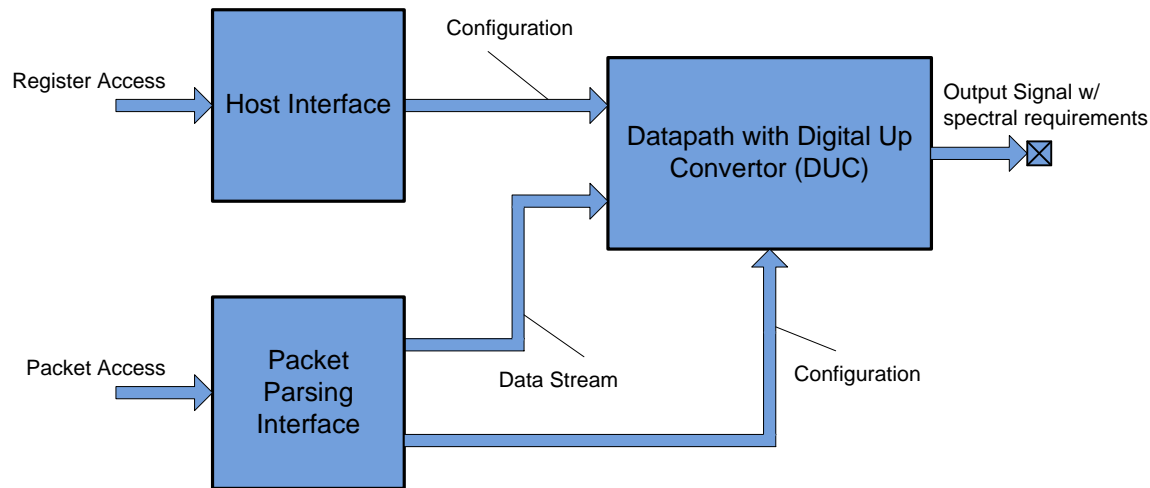 Configuration
Register Access
Host Interface
Output Signal w/
spectral requirements
Datapath with Digital Up
Convertor (DUC)
Packet Access
Packet
Parsing
Interface
Data Stream
Configuration